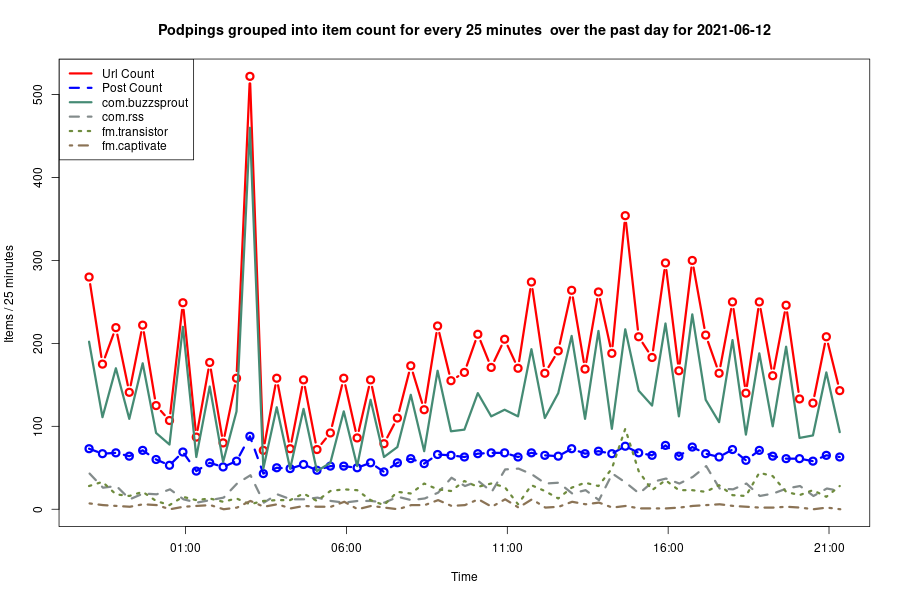 Podpings grouped into item count for every 25 minutes  over the past day for 2021-06-12
Url Count
Post Count
com.buzzsprout
com.rss
fm.transistor
fm.captivate
Items / 25 minutes
500
400
300
200
100
0
01:00 06:00 11:00 16:00 21:00
Time